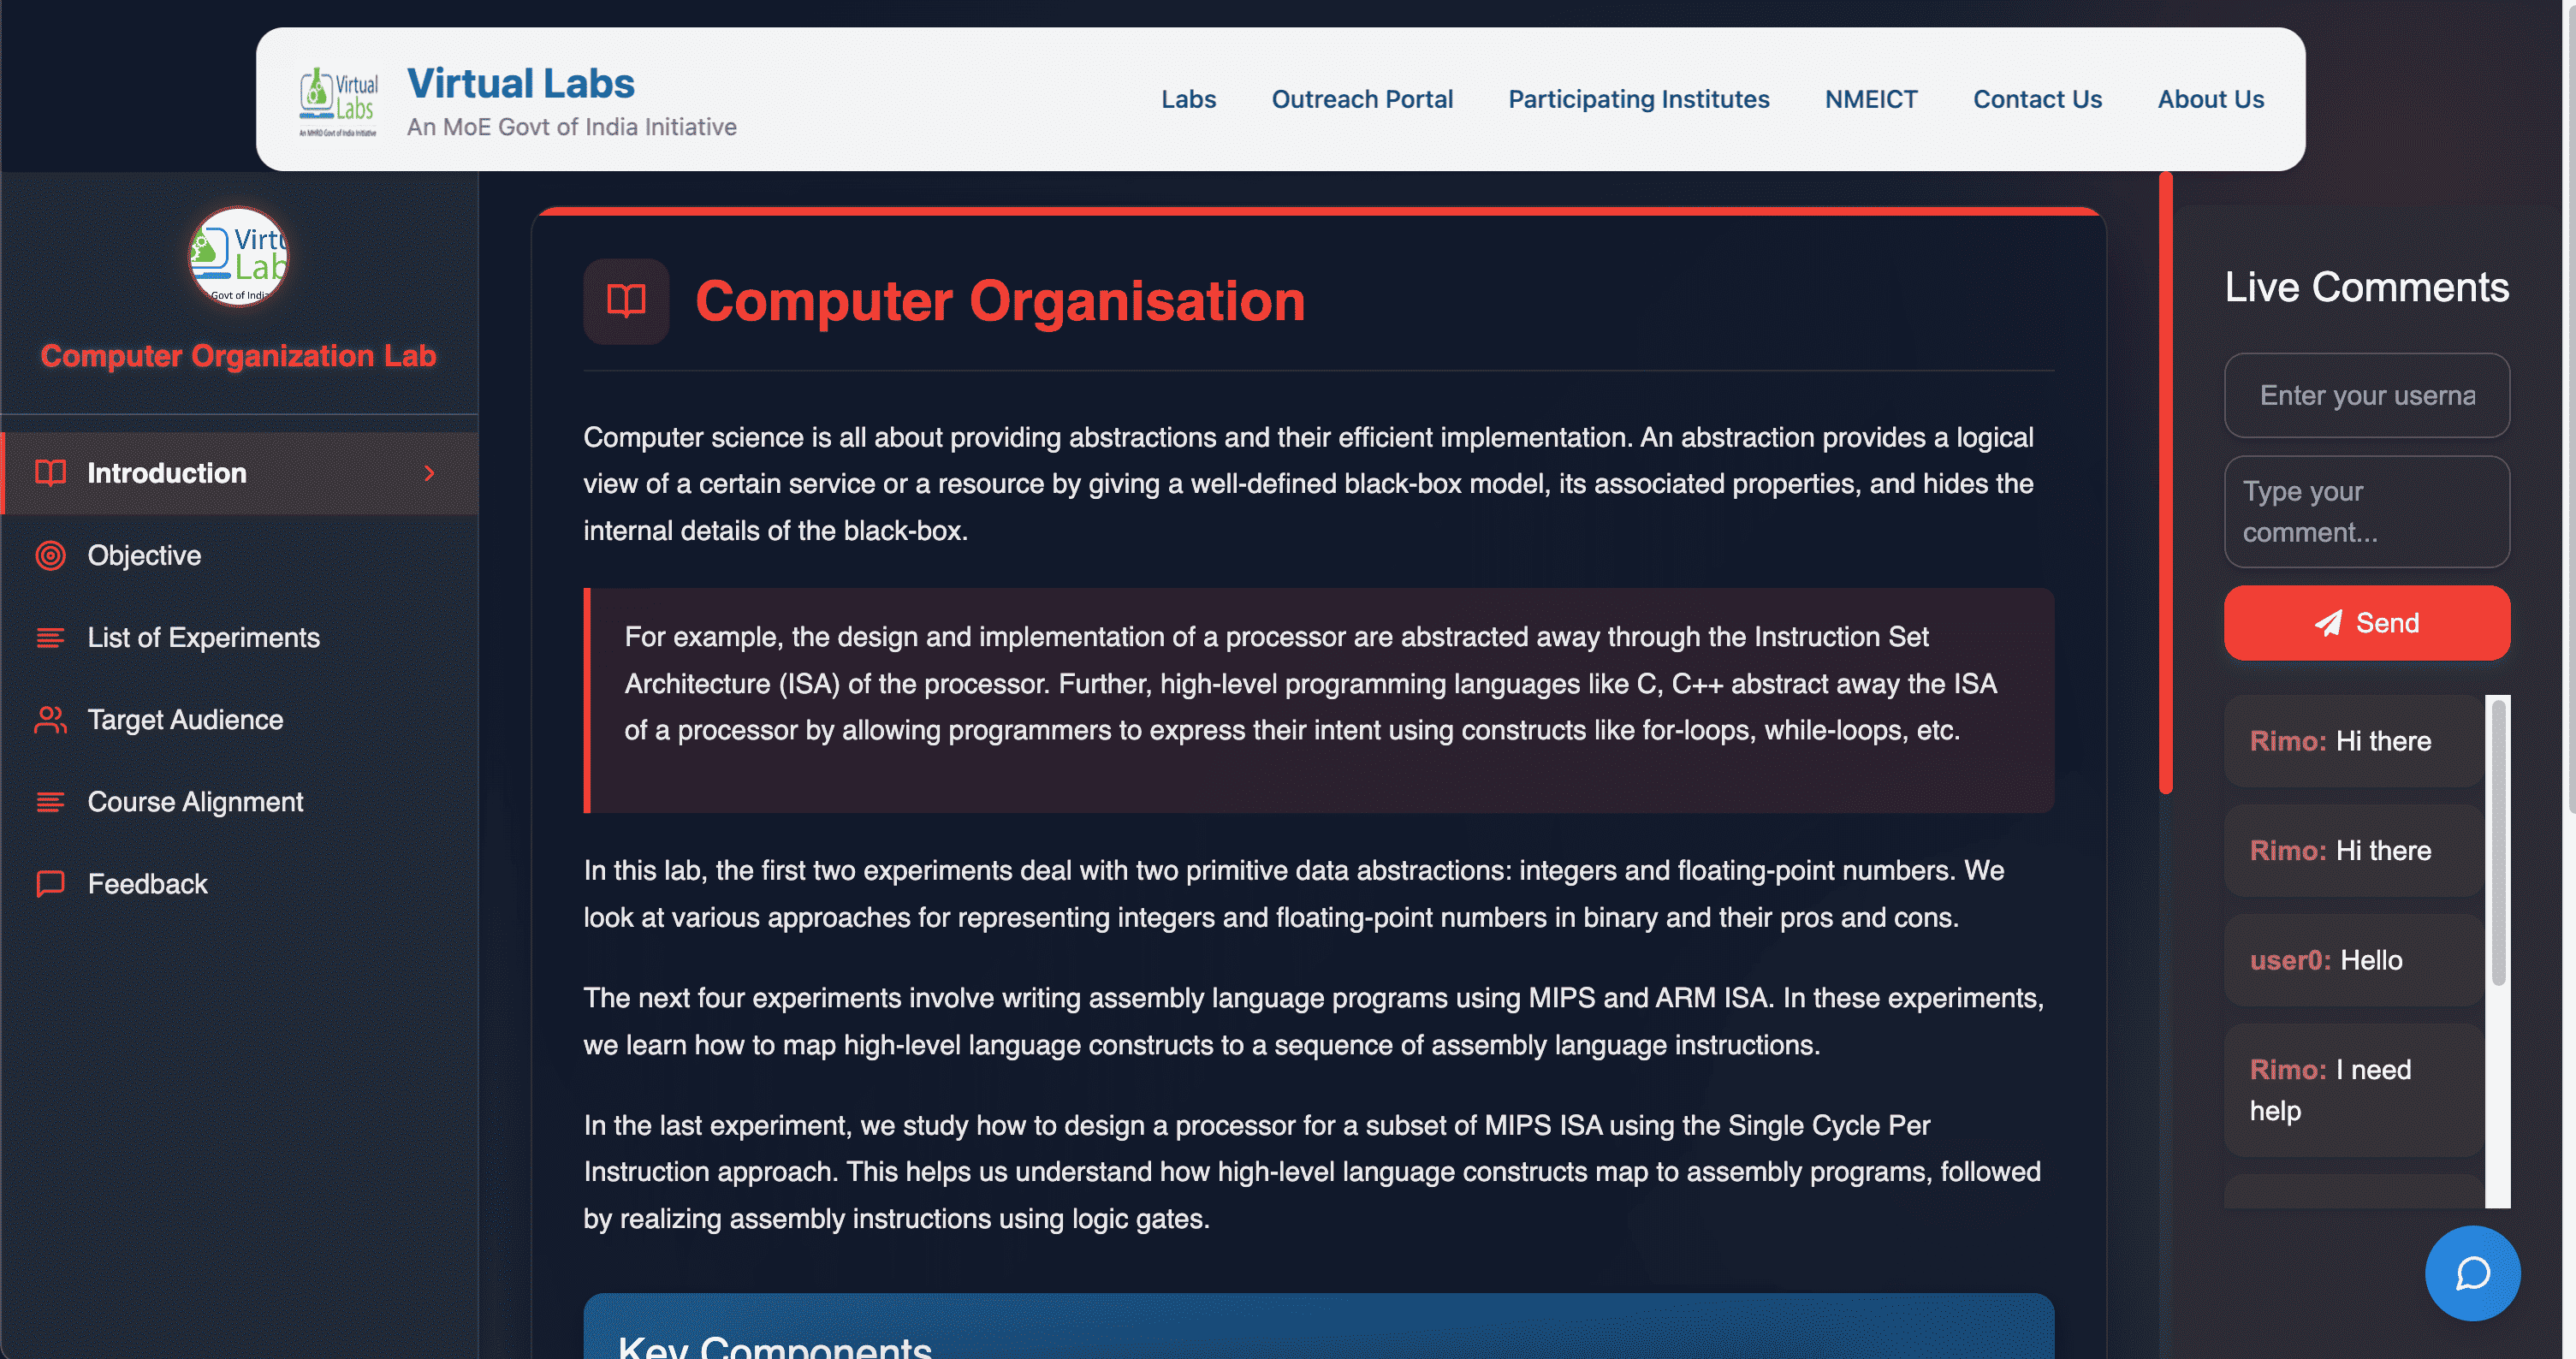 Virtual
Labs
An MHRD Govt of India Initiative
Virtual Labs
An MoE Govt of India Initiative
Labs
Outreach Portal
Participating Institutes
NMEICT
Contact Us
About Us
Virtu
Lab
Govt of India
Computer Organization Lab
Introduction
Objective
List of Experiments
Target Audience
Course Alignment
Feedback
Computer Organisation
Computer science is all about providing abstractions and their efficient implementation. An abstraction provides a logical
view of a certain service or a resource by giving a well-defined black-box model, its associated properties, and hides the
internal details of the black-box.
For example, the design and implementation of a processor are abstracted away through the Instruction Set
Architecture (ISA) of the processor. Further, high-level programming languages like C, C++ abstract away the ISA
of a processor by allowing programmers to express their intent using constructs like for-loops, while-loops, etc.
In this lab, the first two experiments deal with two primitive data abstractions: integers and floating-point numbers. We
look at various approaches for representing integers and floating-point numbers in binary and their pros and cons.
The next four experiments involve writing assembly language programs using MIPS and ARM ISA. In these experiments,
we learn how to map high-level language constructs to a sequence of assembly language instructions.
In the last experiment, we study how to design a processor for a subset of MIPS ISA using the Single Cycle Per
Instruction approach. This helps us understand how high-level language constructs map to assembly programs, followed
by realizing assembly instructions using logic gates.
Key Components
Live Comments
Enter your userna
Type your
comment...
Send
Rimo: Hi there
Rimo: Hi there
user0: Hello
Rimo: I need
help